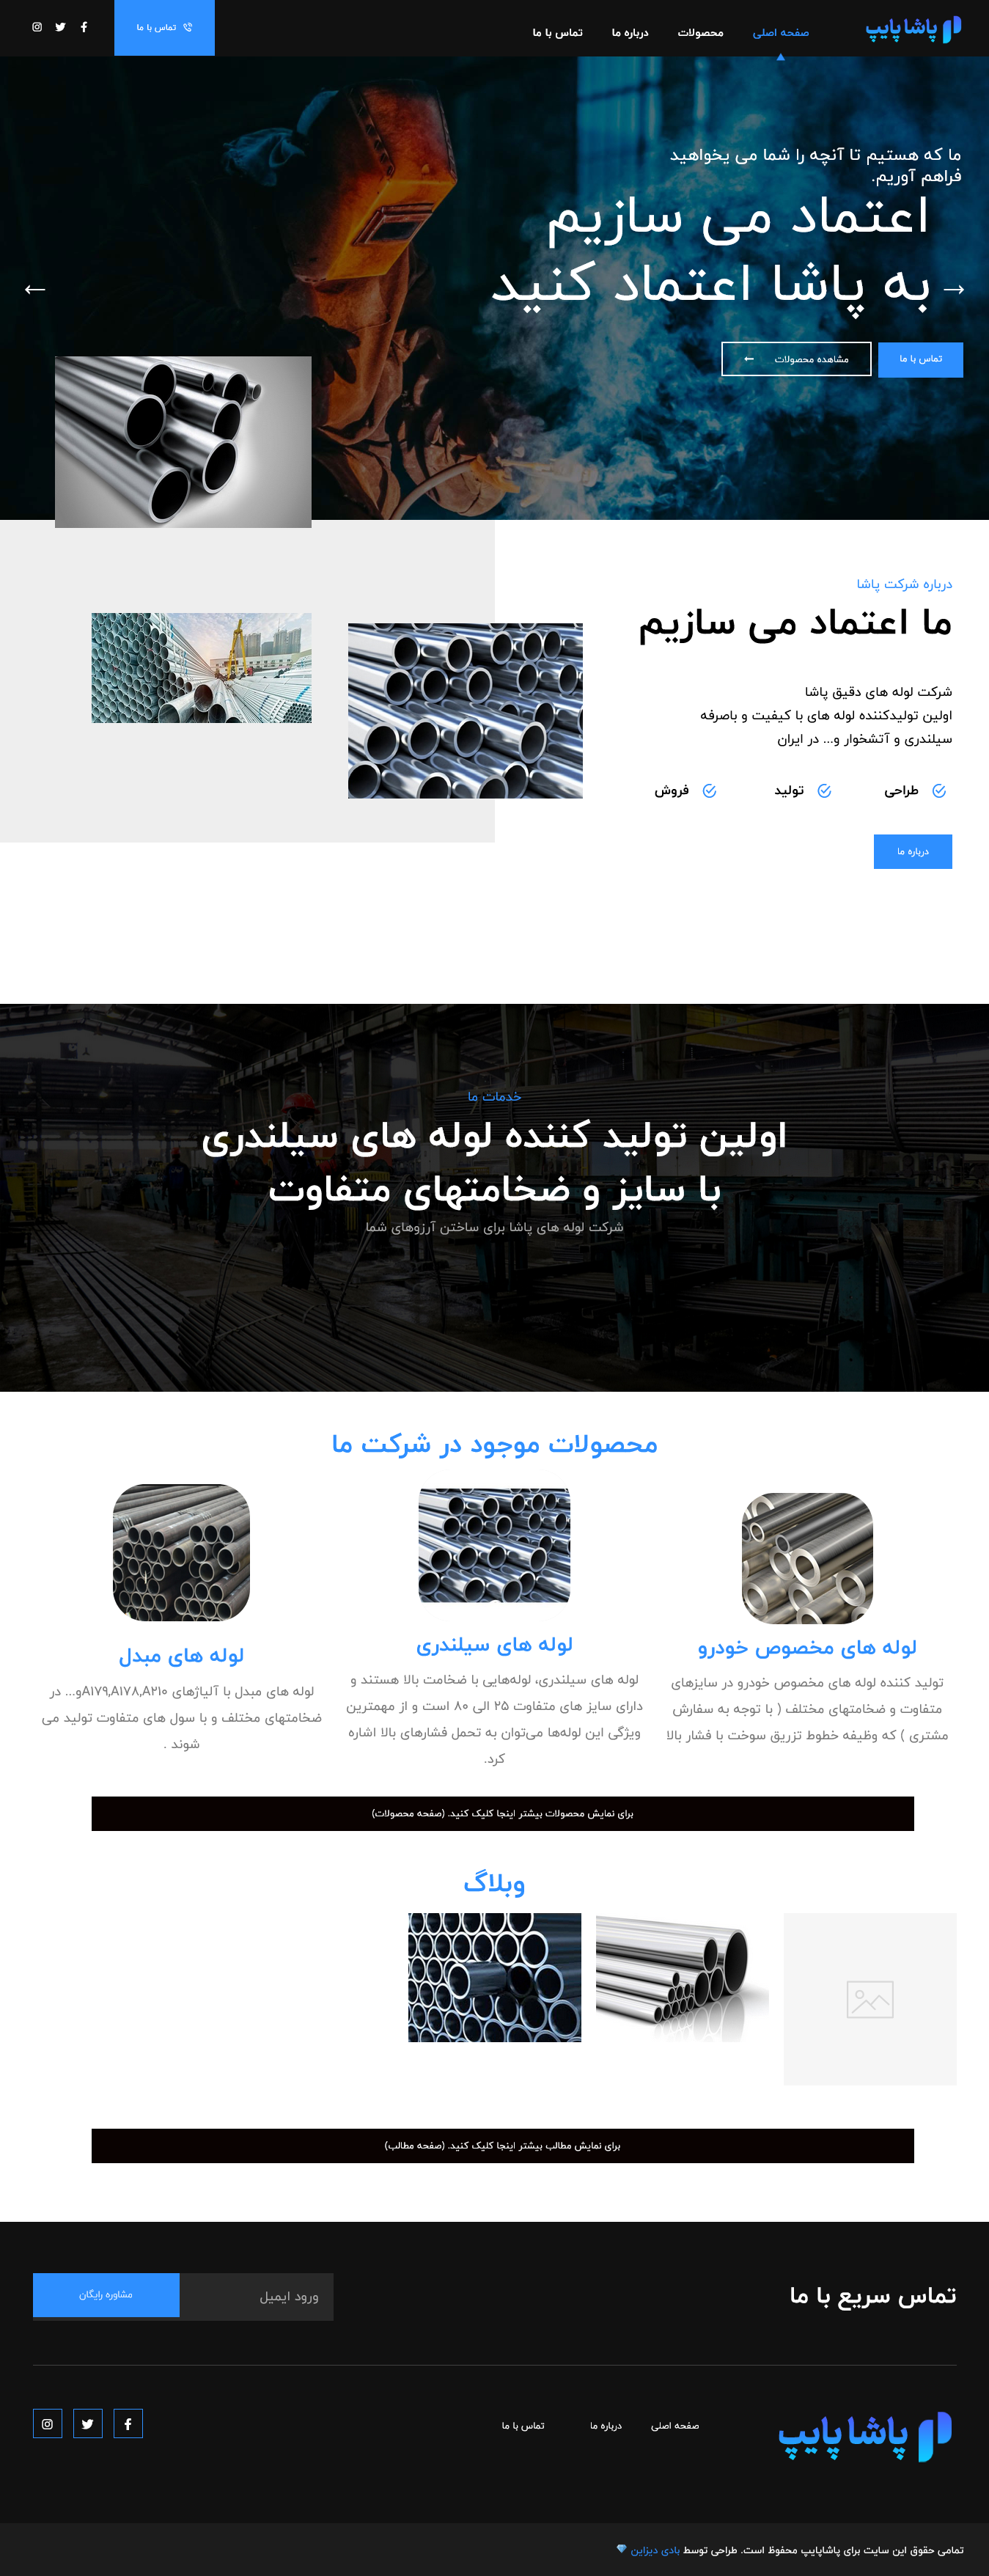 پاشا پایپ
صفحه اصلی
محصولات
درباره ما
تماس با ما
تماس با ما
ما که هستیم تا آنچه را شما می یخواهید
فراهم آوریم.
اعتماد می سازیم
به پاشا اعتماد کنید
تماس با ما
مشاهده محصولات
درباره شرکت پاشا
ما اعتماد می سازیم
شرکت لوله های دقیق پاشا
اولین تولیدکننده لوله های با کیفیت و باصرفه
سیلندری و آتشخوار و... در ایران
طراحی
تولید
فروش
درباره ما
خدمات ما
اولین تولید کننده لوله های سیلندری
با سایز و ضخامتهای متفاوت
شرکت لوله های پاشا برای ساختن آرزوهای شما
محصولات موجود در شرکت ما
لوله های مخصوص خودرو
تولید کننده لوله های مخصوص خودرو در سایزهای
متفاوت و ضخامتهای مختلف ( با توجه به سفارش
مشتری ) که وظیفه خطوط تزریق سوخت با فشار بالا
لوله های سیلندری
لوله های سیلندری، لوله‌هایی با ضخامت بالا هستند و
دارای سایز های متفاوت ۲۵ الی ۸۰ است و از مهمترین
ویژگی این لوله‌ها می‌توان به تحمل فشارهای بالا اشاره
کرد.
لوله های مبدل
لوله های مبدل با آلیاژهای A۱۷۹,A۱۷۸,A۲۱۰و... در
ضخامتهای مختلف و با سول های متفاوت تولید می
شوند .
برای نمایش محصولات بیشتر اینجا کلیک کنید. (صفحه محصولات)
وبلاگ
برای نمایش مطالب بیشتر اینجا کلیک کنید. (صفحه مطالب)
تماس سریع با ما
ورود ایمیل
مشاوره رایگان
پاشا پایپ
صفحه اصلی
درباره ما
تماس با ما
تمامی حقوق این سایت برای پاشاپایپ محفوظ است. طراحی توسط بادی دیزاین